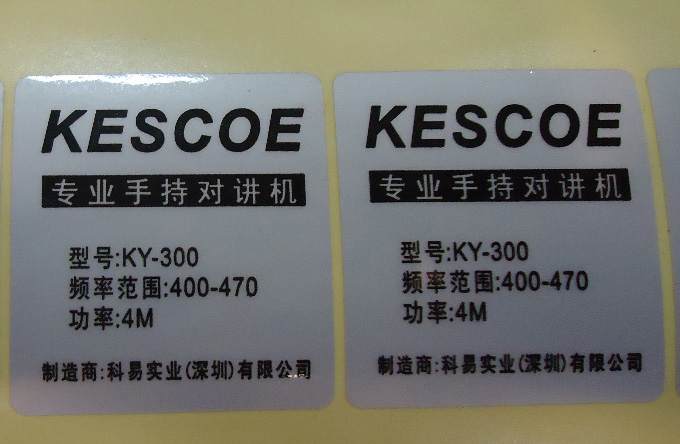 KESCOE
专业手持对讲机
型号:KY-300
频率范围:400-470
功率:4M
制造商:科易实业(深圳)有限公司
KESCOE
专业手持对讲机
型号:KY-300
频率范围:400-470
功率:4M
制造商:科易实业(深圳)有限公司